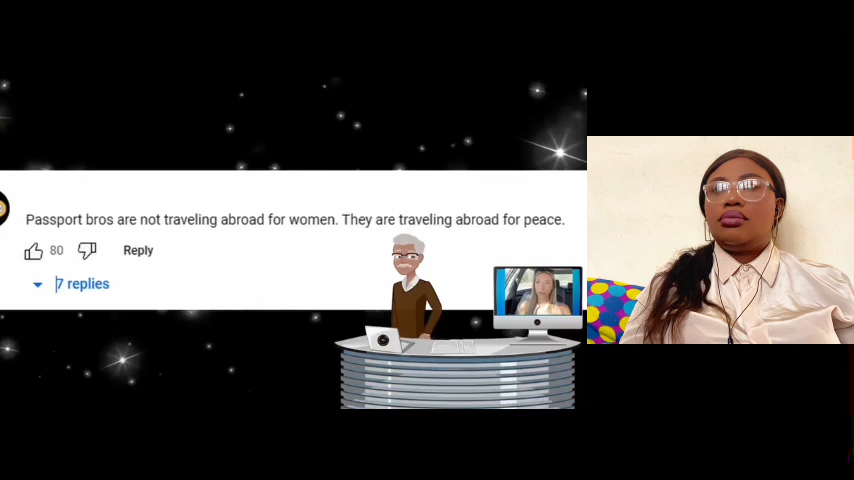 Passport bros are not traveling abroad for women. They are traveling abroad for peace.
80 Reply
7 replies